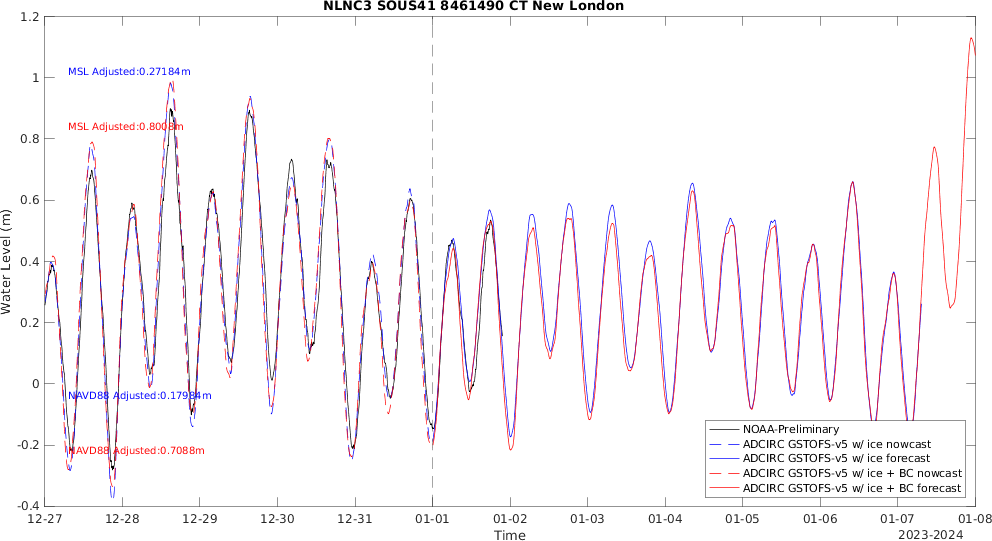 NLNC3 SOUS41 8461490 CT New London
1.2
1
0.8
0.6
0.4
0.2
0
-0.2
-0.4
Water Level (m)
MSL Adjusted:0.27184m
MSL Adjusted:0.8008m
NAVD88 Adjusted:0.17984m
NAVD88 Adjusted:0.7088m
NOAA-Preliminary
ADCIRC GSTOFS-v5 w/ ice nowcast
ADCIRC GSTOFS-v5 w/ ice forecast
ADCIRC GSTOFS-v5 w/ ice + BC nowcast
ADCIRC GSTOFS-v5 w/ ice + BC forecast
12-27 12-28 12-29 12-30 12-31 01-01 01-02 01-03 01-04 01-05 01-06 01-07 01-08
Time
2023-2024